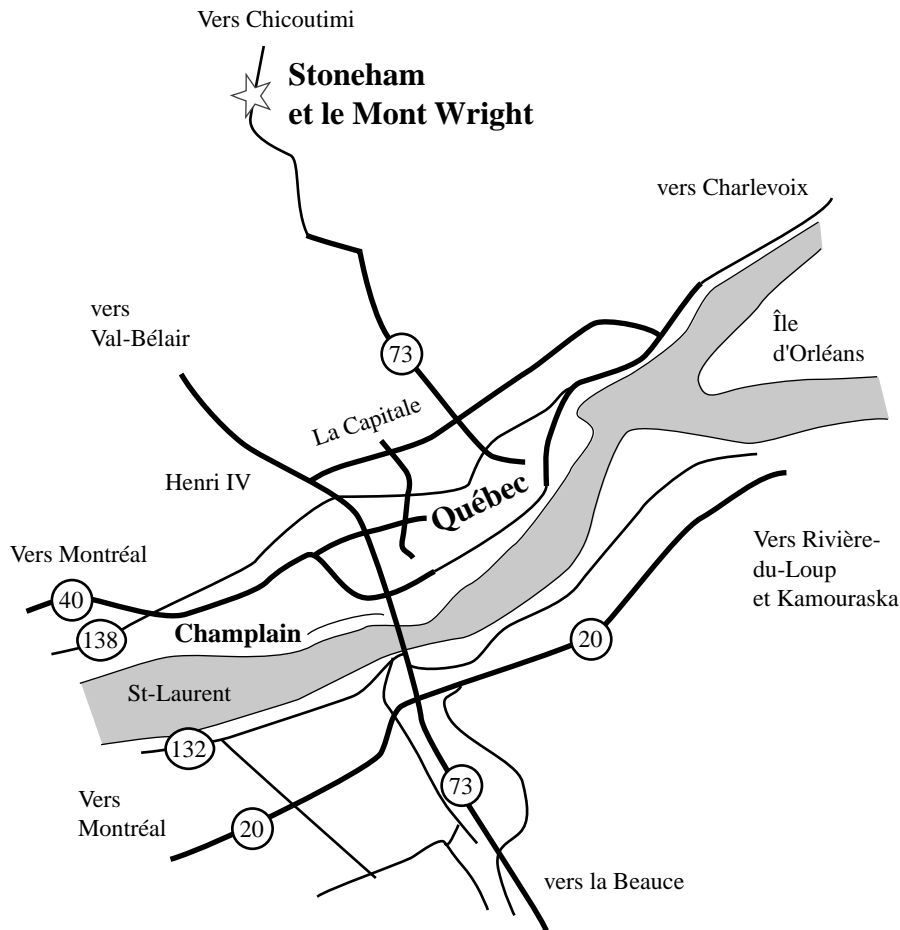 Vers Chicoutimi
Stoneham
et le Mont Wright
vers Charlevoix
vers
Val-Bélair
Île
d'Orléans
73
La Capitale
Henri IV
Québec
Vers Montréal
Vers Rivière-
du-Loup
et Kamouraska
40
138
Champlain
20
St-Laurent
132
73
Vers
Montréal
20
vers la Beauce